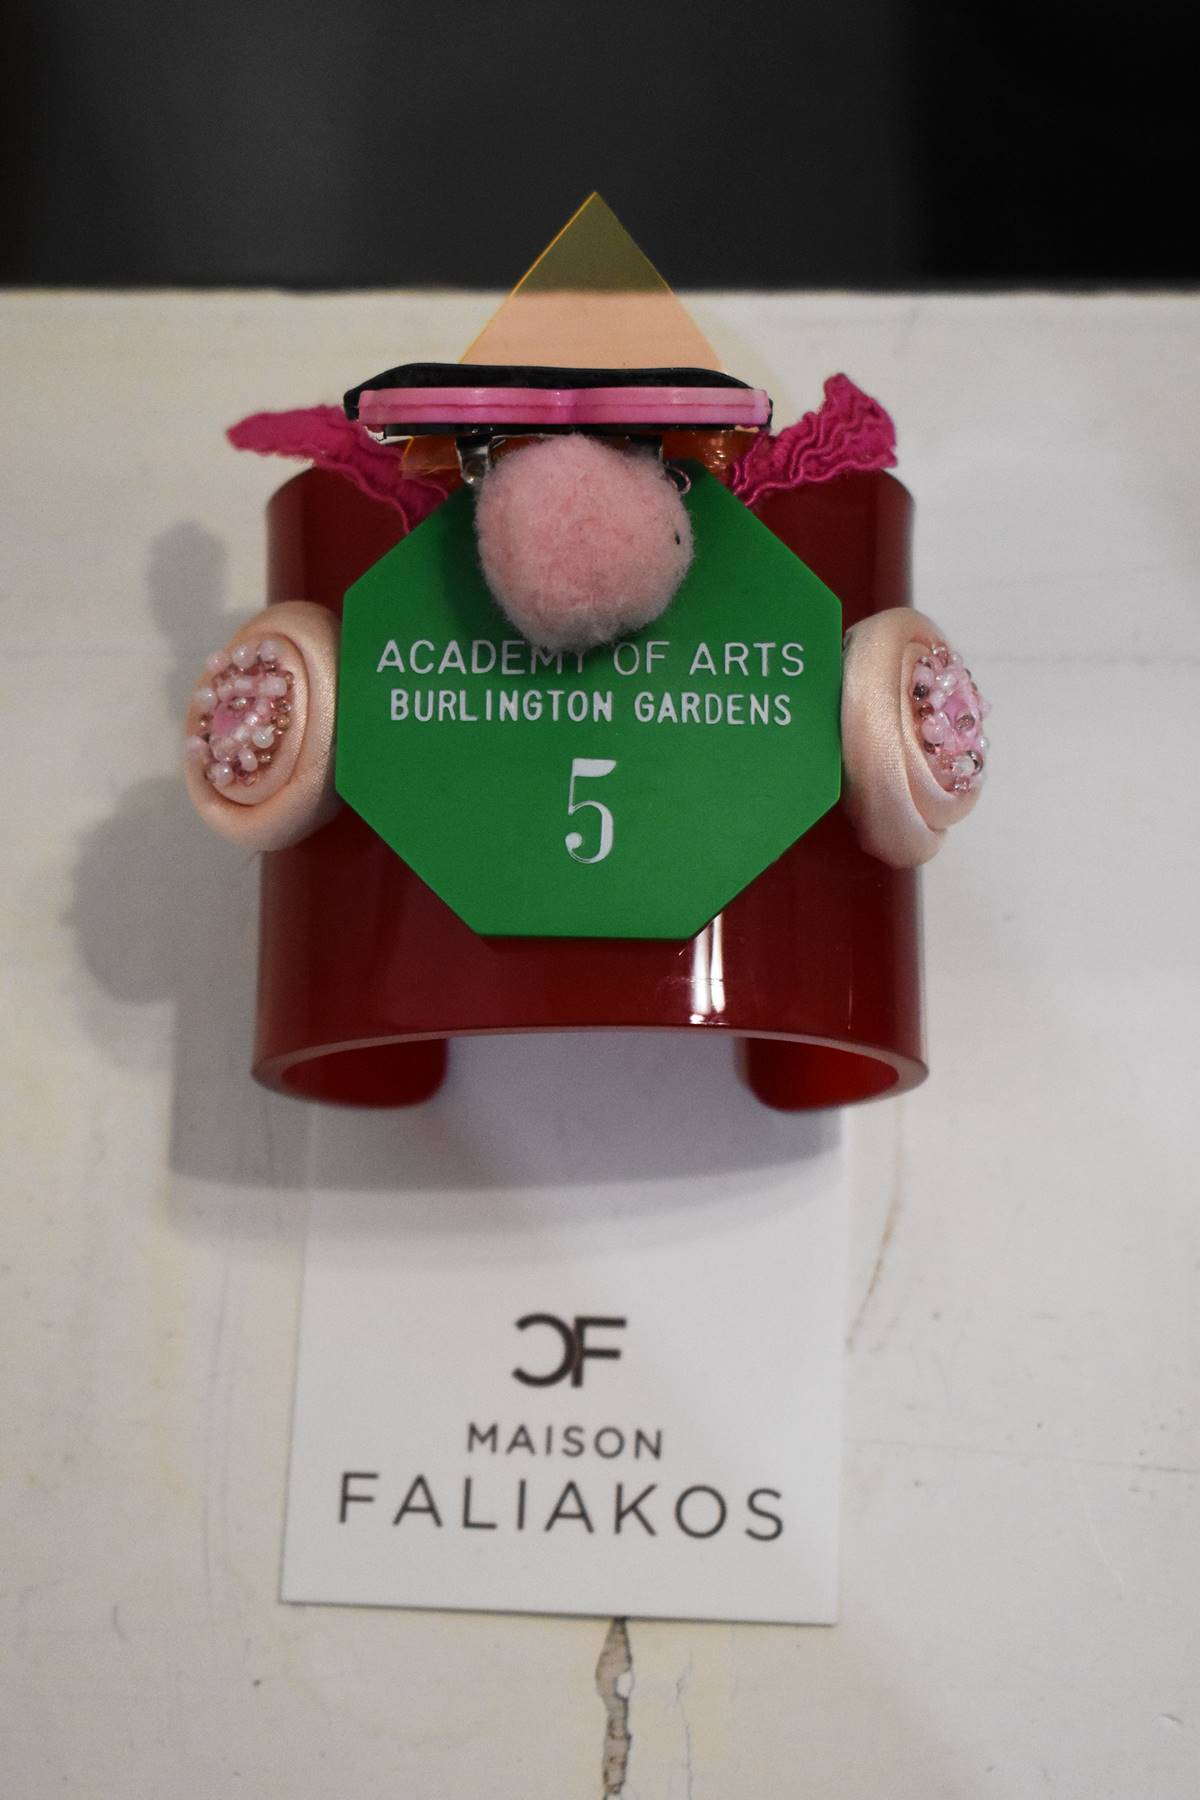 ACADEMY OF ARTS
BURLINGTON GARDENS
5
CF
MAISON
FALIAKOS